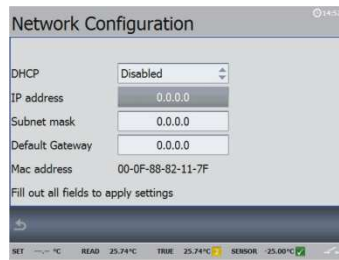 Network Configuration
DHCP Disabled
IP address 0.0.0.0
Subnet mask 0.0.0.0
Default Gateway 0.0.0.0
Mac address 00-0F-88-82-11-7F
Fill out all fields to apply settings
SET ---.-- °C READ 25.74°C TRUE 25.74°C SENSOR -25.00°C